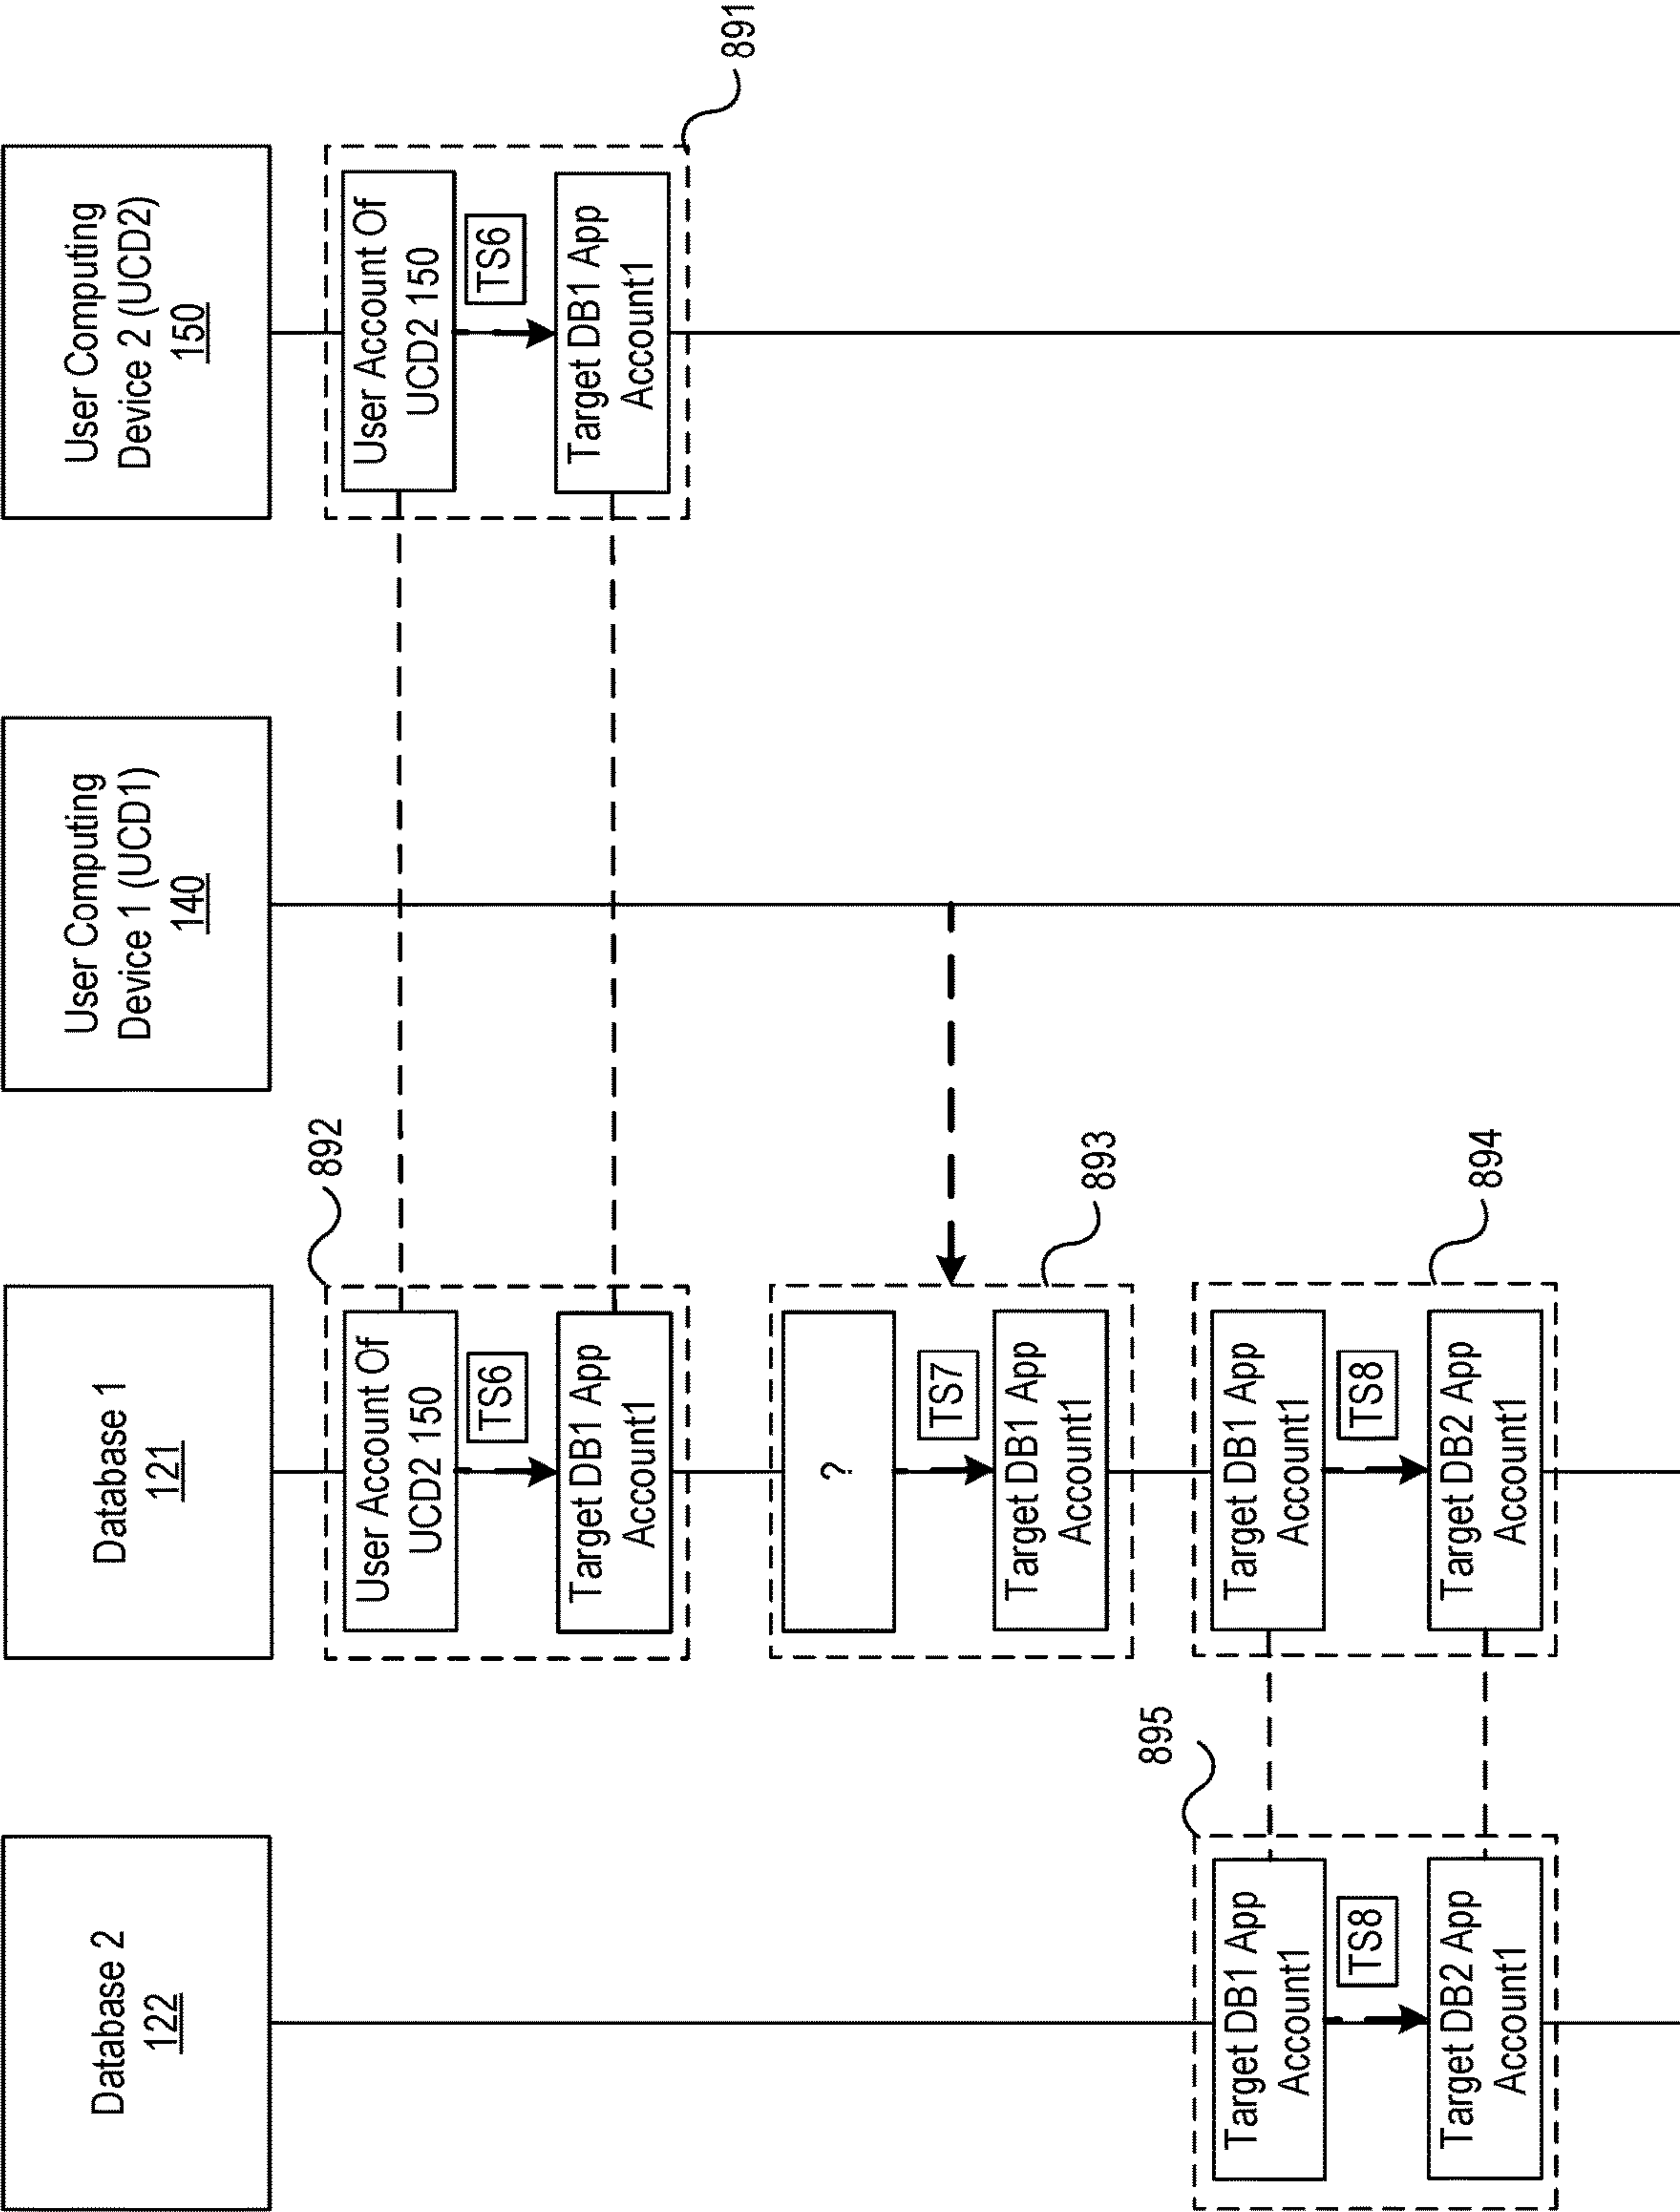 Database 2
122
Database 1
121
User Computing
Device 1 (UCD1)
140
User Computing
Device 2 (UCD2)
150
892
User Account Of
UCD2 150
TS6
Target DB1 App
Account1
User Account Of
UCD2 150
TS6
Target DB1 App
Account1
891
?
TS7
Target DB1 App
Account1
893
895
Target DB1 App
Account1
TS8
Target DB2 App
Account1
Target DB1 App
Account1
TS8
Target DB2 App
Account1
894